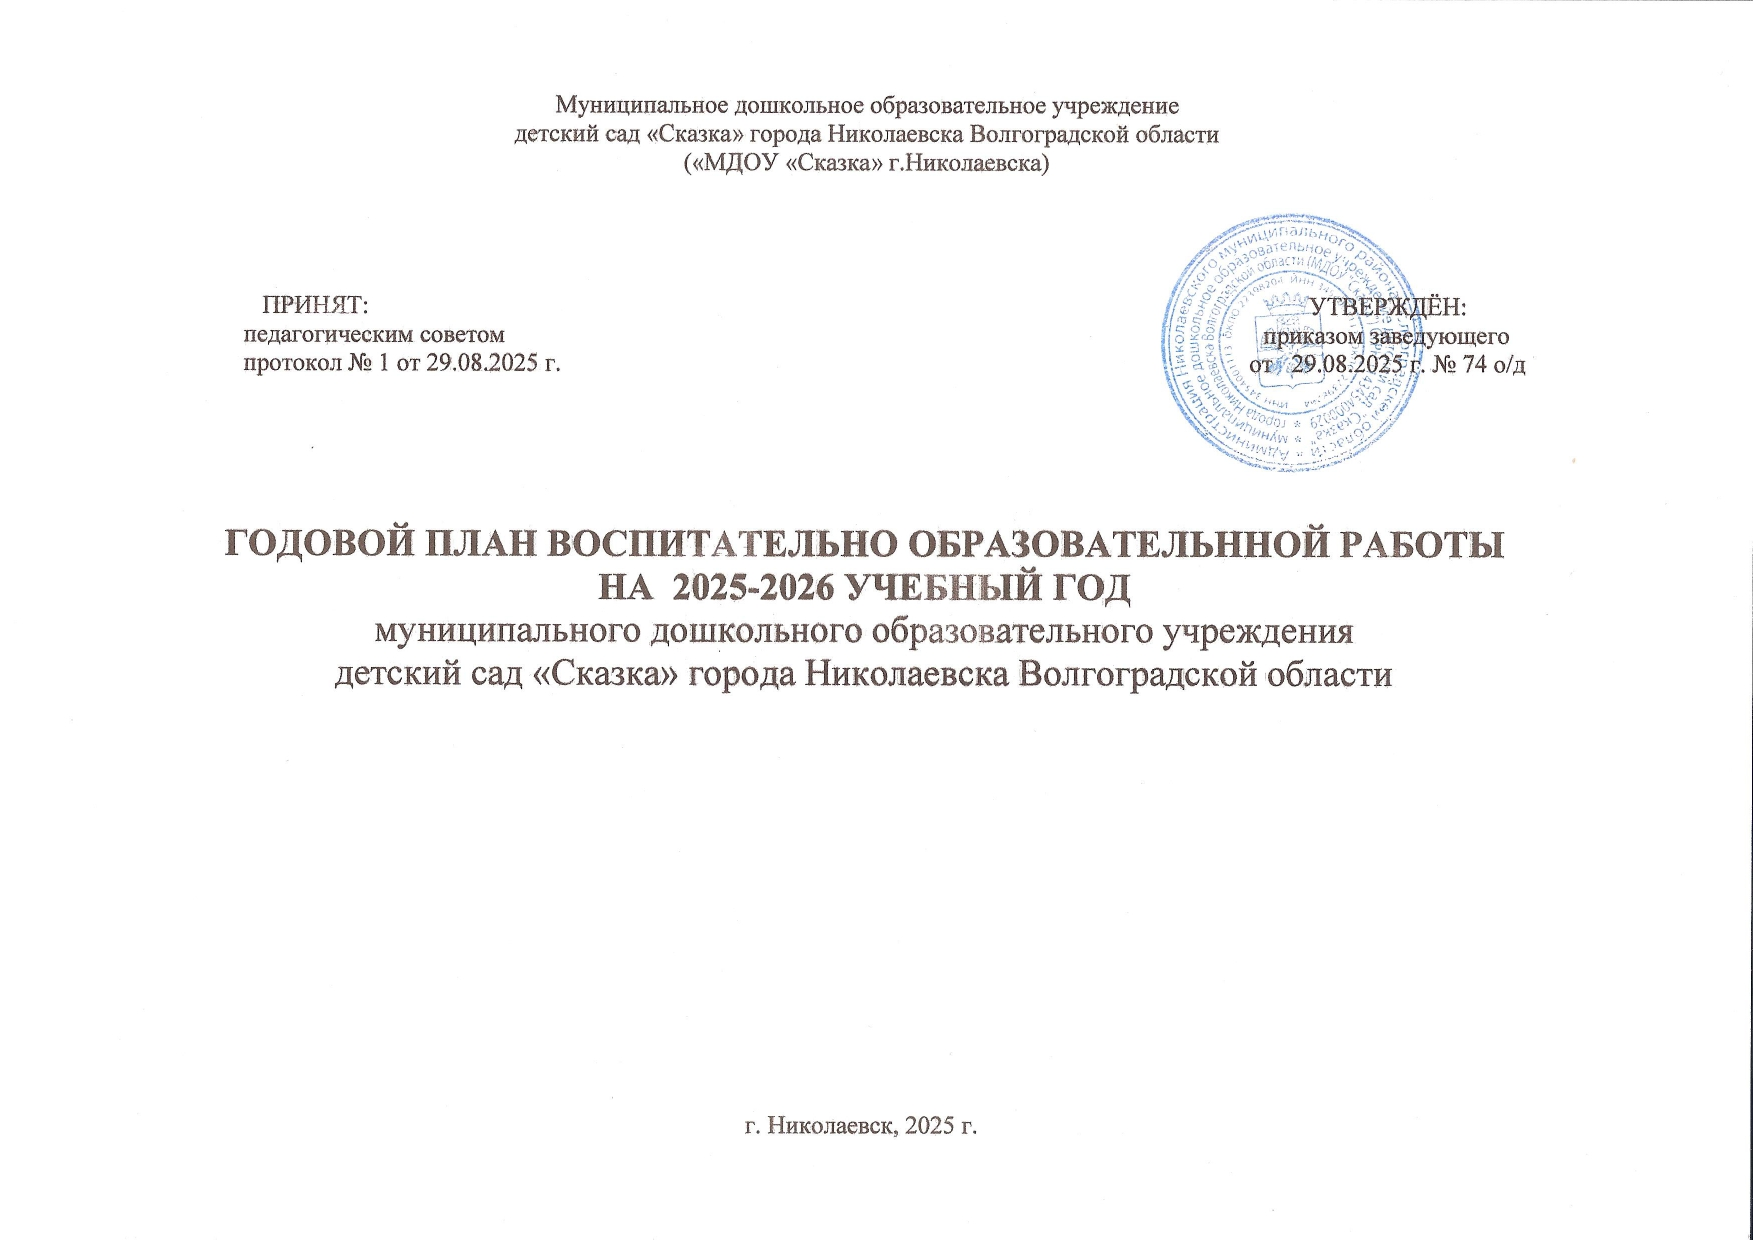 Муниципальное дошкольное образовательное учреждение
детский сад «Сказка» города Николаевска Волгоградской области
(«МДОУ «Сказка» г.Николаевска)
ПРИНЯТ:
педагогическим советом
протокол № 1 от 29.08.2025 г.
УТВЕРЖДЁН:
приказом заведующего
от 29.08.2025 г. № 74 о/д
ГОДОВОЙ ПЛАН ВОСПИТАТЕЛЬНО ОБРАЗОВАТЕЛЬННОЙ РАБОТЫ
НА 2025-2026 УЧЕБНЫЙ ГОД
муниципального дошкольного образовательного учреждения
детский сад «Сказка» города Николаевска Волгоградской области
г. Николаевск, 2025 г.